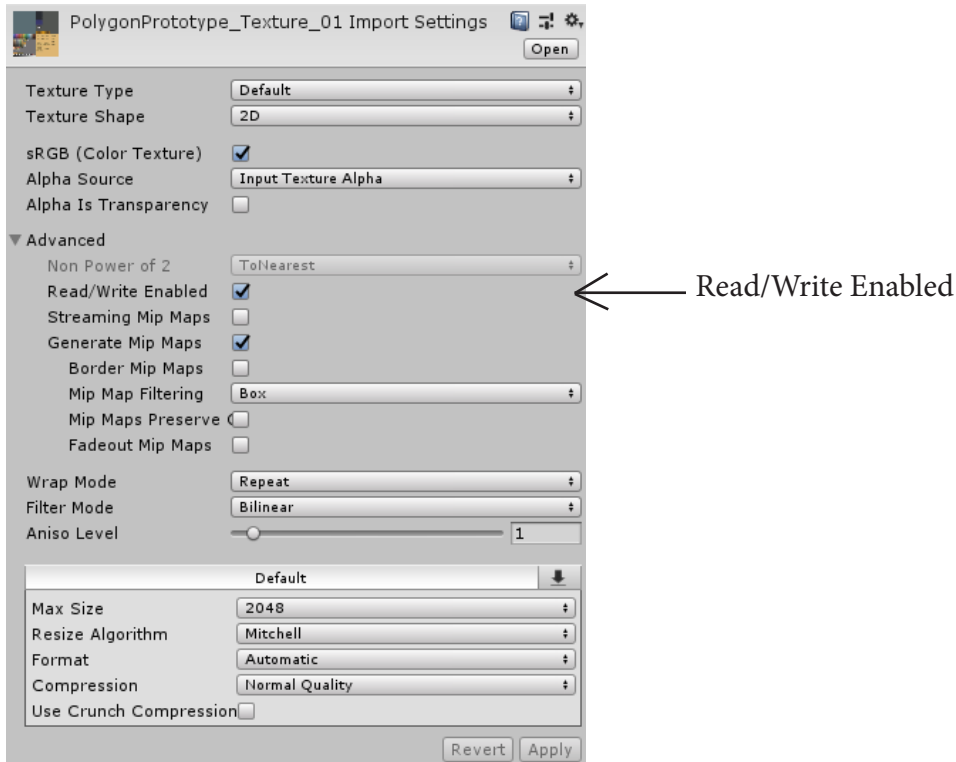 PolygonPrototype_Texture_01 Import Settings
Open
Texture Type Default
Texture Shape 2D
sRGB (Color Texture)
Alpha Source Input Texture Alpha
Alpha Is Transparency
Advanced
Non Power of 2 ToNearest
Read/Write Enabled
Read/Write Enabled
Streaming Mip Maps
Generate Mip Maps
Border Mip Maps
Mip Map Filtering Box
Mip Maps Preserve
Fadeout Mip Maps
Wrap Mode Repeat
Filter Mode Bilinear
Aniso Level 1
Default
Max Size 2048
Resize Algorithm Mitchell
Format Automatic
Compression Normal Quality
Use Crunch Compression
Revert Apply